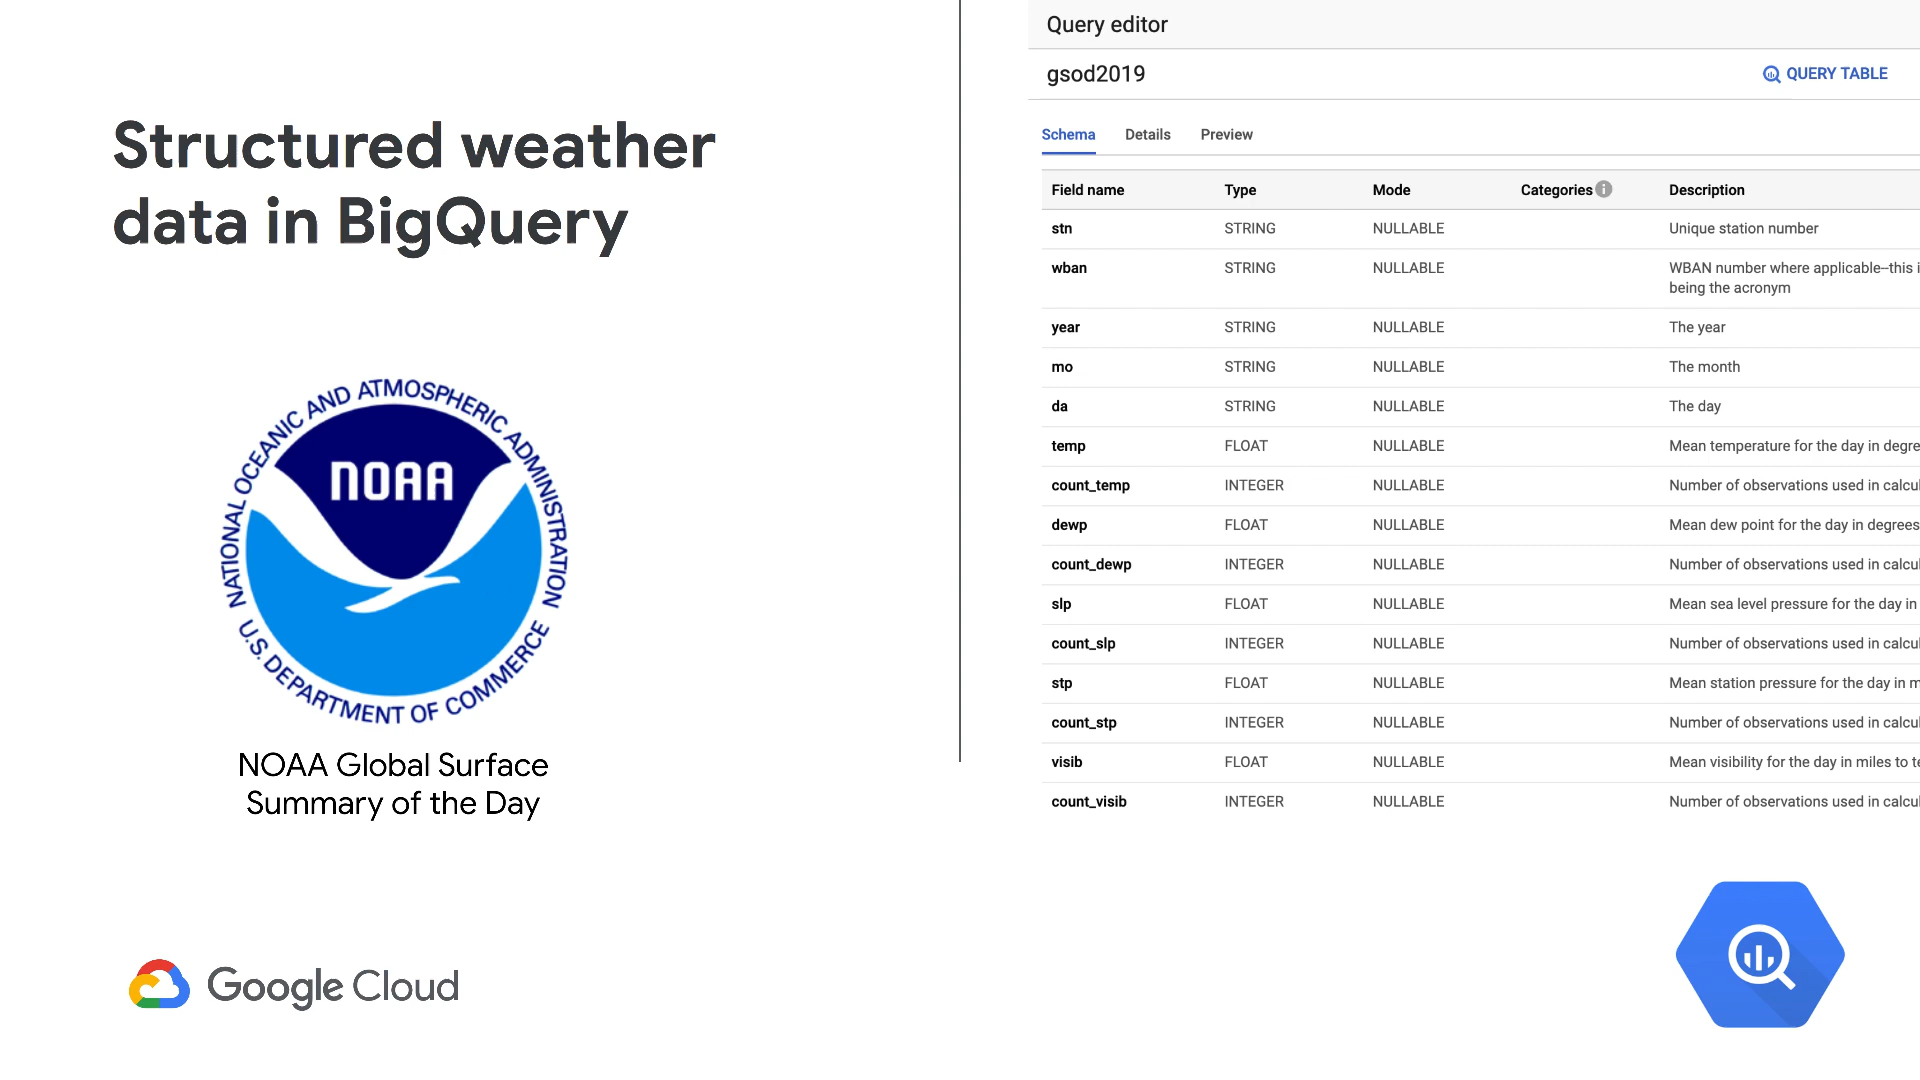 Structured weather
data in BigQuery
NATIONAL OCEANIC AND ATMOSPHERIC ADMINISTRATION
NOAA
U.S. DEPARTMENT OF COMMERCE
NOAA Global Surface
Summary of the Day
Google Cloud
Query editor
gsod2019 QUERY TABLE
Schema Details Preview
Field name Type Mode Categories Description
stn STRING NULLABLE Unique station number
wban STRING NULLABLE WBAN number where applicable--this i
being the acronym
year STRING NULLABLE The year
mo STRING NULLABLE The month
da STRING NULLABLE The day
temp FLOAT NULLABLE Mean temperature for the day in degre
count_temp INTEGER NULLABLE Number of observations used in calcul
dewp FLOAT NULLABLE Mean dew point for the day in degrees
count_dewp INTEGER NULLABLE Number of observations used in calcul
slp FLOAT NULLABLE Mean sea level pressure for the day in
count_slp INTEGER NULLABLE Number of observations used in calcul
stp FLOAT NULLABLE Mean station pressure for the day in m
count_stp INTEGER NULLABLE Number of observations used in calcul
visib FLOAT NULLABLE Mean visibility for the day in miles to te
count_visib INTEGER NULLABLE Number of observations used in calcul